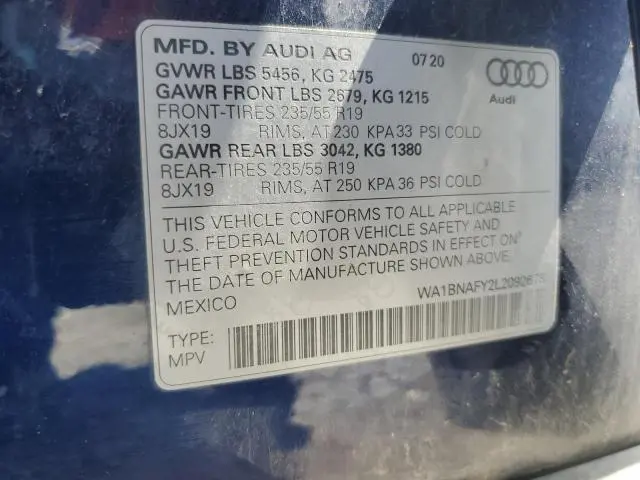 MFD. BY AUDI AG 07 20
GVWR LBS 5456, KG 2475
GAWR FRONT LBS 2679, KG 1215
FRONT-TIRES 235/55 R19
8JX19 RIMS, AT 230 KPA 33 PSI COLD
GAWR REAR LBS 3042, KG 1380
REAR-TIRES 235/55 R19
8JX19 RIMS, AT 250 KPA 36 PSI COLD
Audi
THIS VEHICLE CONFORMS TO ALL APPLICABLE
U.S. FEDERAL MOTOR VEHICLE SAFETY AND
THEFT PREVENTION STANDARDS IN EFFECT ON
THE DATE OF MANUFACTURE SHOWN ABOVE
MEXICO
TYPE:
MPV